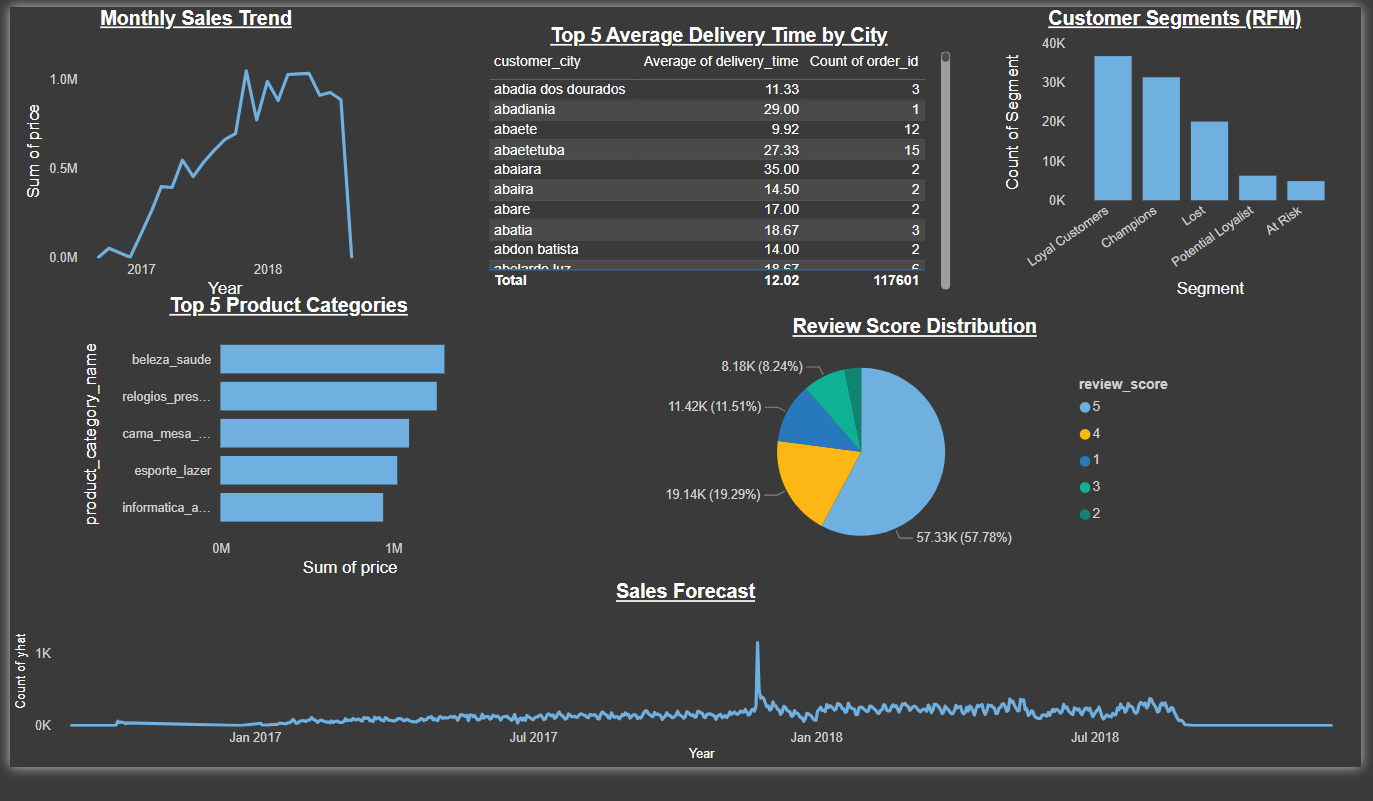 Monthly Sales Trend
1.0M
0.5M
0.0M
Sum of price
2017 2018
Year
Top 5 Average Delivery Time by City
customer_city Average of delivery_time Count of order_id
abadia dos dourados 11.33 3
abadiania 29.00 1
abaete 9.92 12
abaetetuba 27.33 15
abaiara 35.00 2
abaira 14.50 2
abare 17.00 2
abatia 18.67 3
abdon batista 14.00 2
abelardo luz 18.67 6
Total 12.02 117601
Customer Segments (RFM)
40K
30K
20K
10K
0K
Count of Segment
Loyal Customers
Champions
Lost
Potential Loyalist
At Risk
Segment
Top 5 Product Categories
product_category_name
beleza_saude
relogios_pres...
cama_mesa_...
esporte_lazer
informatica_a...
0M 1M
Sum of price
Review Score Distribution
8.18K (8.24%)
11.42K (11.51%)
19.14K (19.29%)
57.33K (57.78%)
review_score
5
4
1
3
2
Sales Forecast
Count of yhat
1K
0K
Jan 2017 Jul 2017 Jan 2018 Jul 2018
Year